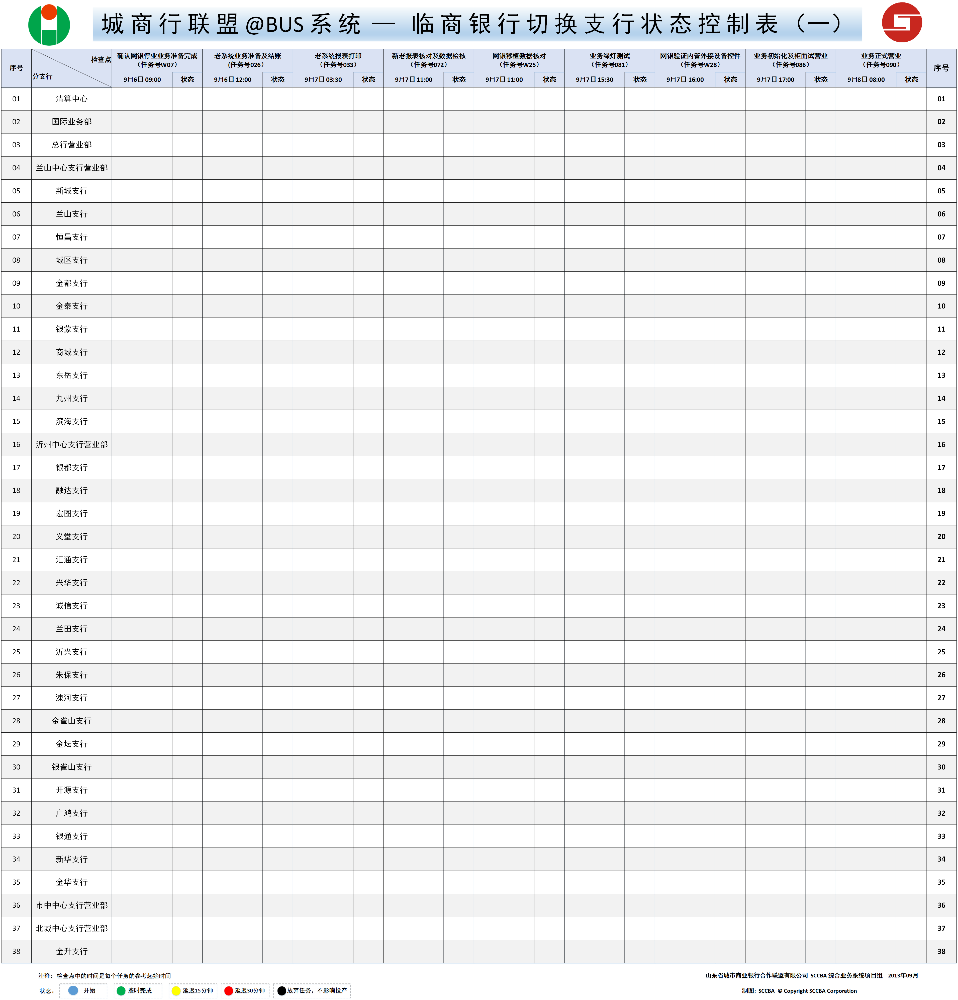 城商行联盟@BUS系统 — 临商银行切换支行状态控制表（一）
序号 检查点 分支行 确认网银停业业务准备完成 老系统业务准备及结账 老系统报表打印 新老报表核对及数据检核 网银移植数据核对 业务绿灯测试 网银验证内管外接设备控件 业务初始化及柜面试营业 业务正式营业 序号
（任务号W07） (任务号026） （任务号033） （任务号072） （任务号W25） （任务号081） （任务号W28） （任务号086） （任务号090）
9月6日 09:00 状态 9月6日 12:00 状态 9月7日 03:30 状态 9月7日 11:00 状态 9月7日 11:00 状态 9月7日 15:30 状态 9月7日 16:00 状态 9月7日 17:00 状态 9月8日 08:00 状态
01 清算中心 01
02 国际业务部 02
03 总行营业部 03
04 兰山中心支行营业部 04
05 新城支行 05
06 兰山支行 06
07 恒昌支行 07
08 城区支行 08
09 金都支行 09
10 金泰支行 10
11 银蒙支行 11
12 商城支行 12
13 东岳支行 13
14 九州支行 14
15 滨海支行 15
16 沂州中心支行营业部 16
17 银都支行 17
18 融达支行 18
19 宏图支行 19
20 义堂支行 20
21 汇通支行 21
22 兴华支行 22
23 诚信支行 23
24 兰田支行 24
25 沂兴支行 25
26 朱保支行 26
27 涑河支行 27
28 金雀山支行 28
29 金坛支行 29
30 银雀山支行 30
31 开源支行 31
32 广鸿支行 32
33 银通支行 33
34 新华支行 34
35 金华支行 35
36 市中中心支行营业部 36
37 北城中心支行营业部 37
38 金升支行 38
注释：检查点中的时间是每个任务的参考起始时间
山东省城市商业银行合作联盟有限公司 SCCBA 综合业务系统项目组 2013年09月
状态： 开始 按时完成 延迟15分钟 延迟30分钟 放弃任务，不影响投产
制图: SCCBA © Copyright SCCBA Corporation